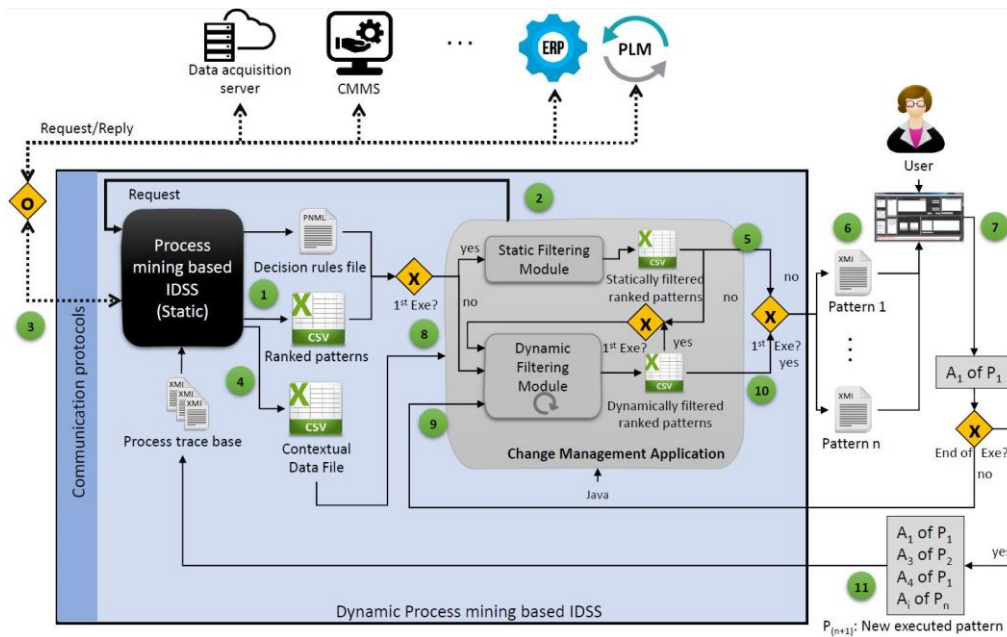 Data acquisition
server
CMMS
...
ERP
PLM
Request/Reply
User
O
Communication protocols
Request
2
PNML
Process
mining based
IDSS
(Static)
Decision rules file
yes
Static Filtering
Module
CSV
Statically filtered
ranked patterns
5
6
7
XMI
Pattern 1
X
1st Exe?
no
1
X
CSV
Ranked patterns
3
8
no
X
1st Exe?
yes
no
X
1st Exe?
yes
4
Dynamic
Filtering
Module
CSV
Dynamically filtered
ranked patterns
10
XMI
Pattern n
A1 of P1
XMI
XMI
XMI
Process trace base
X
CSV
Contextual
Data File
9
Change Management Application
X
End of Exe?
no
Java
A1 of P1
A3 of P2
A4 of P1
Ai of Pn
yes
11
Dynamic Process mining based IDSS
P(n+1): New executed pattern